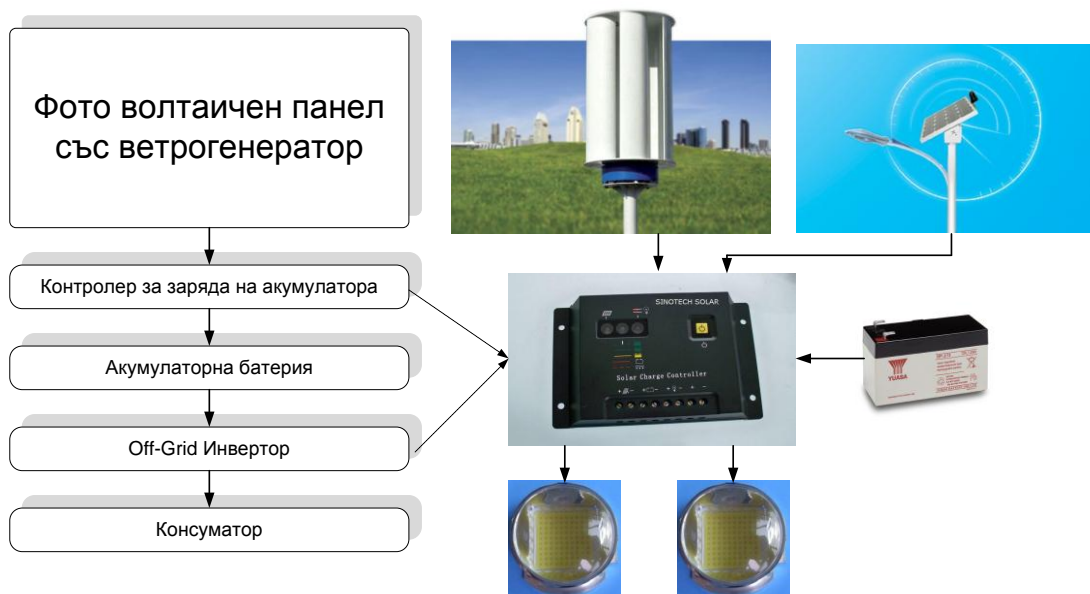 Фото волтаичен панел
със ветрогенератор
Контролер за заряда на акумулатора
Акумулаторна батерия
Off-Grid Инвертор
Консуматор
SINOTECH SOLAR
Solar Charge Controller
YUASA